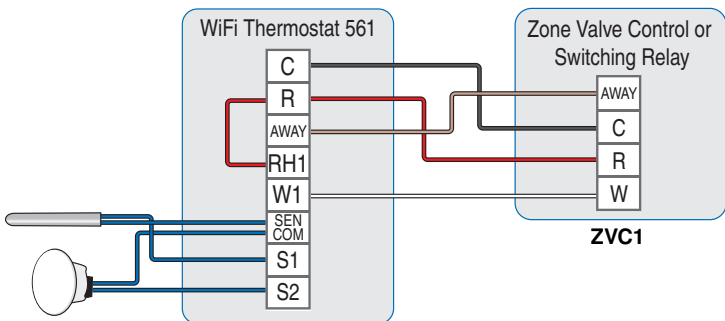 WiFi Thermostat 561
C
R
AWAY
RH1
W1
SEN
COM
S1
S2
Zone Valve Control or
Switching Relay
AWAY
C
R
W
ZVC1